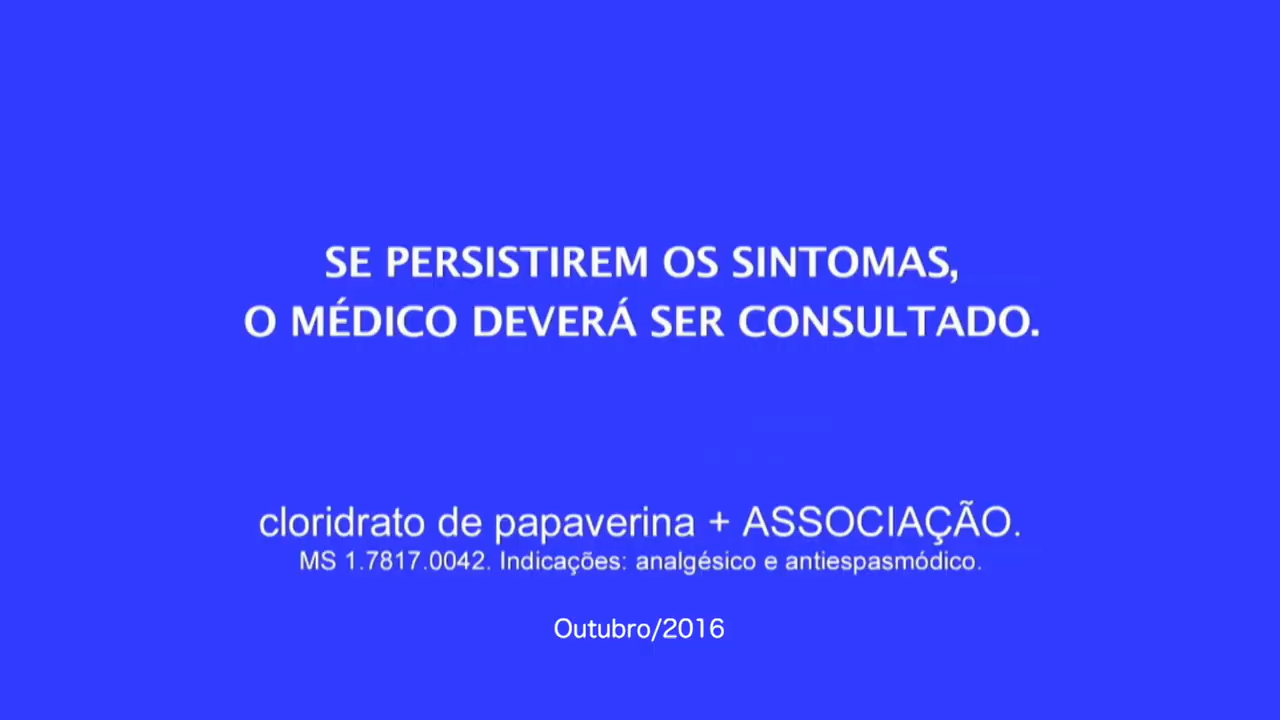 SE PERSISTIREM OS SINTOMAS,
O MÉDICO DEVERÁ SER CONSULTADO.
cloridrato de papaverina + ASSOCIAÇÃO.
MS 1.7817.0042. Indicações: analgésico e antiespasmódico.
Outubro/2016